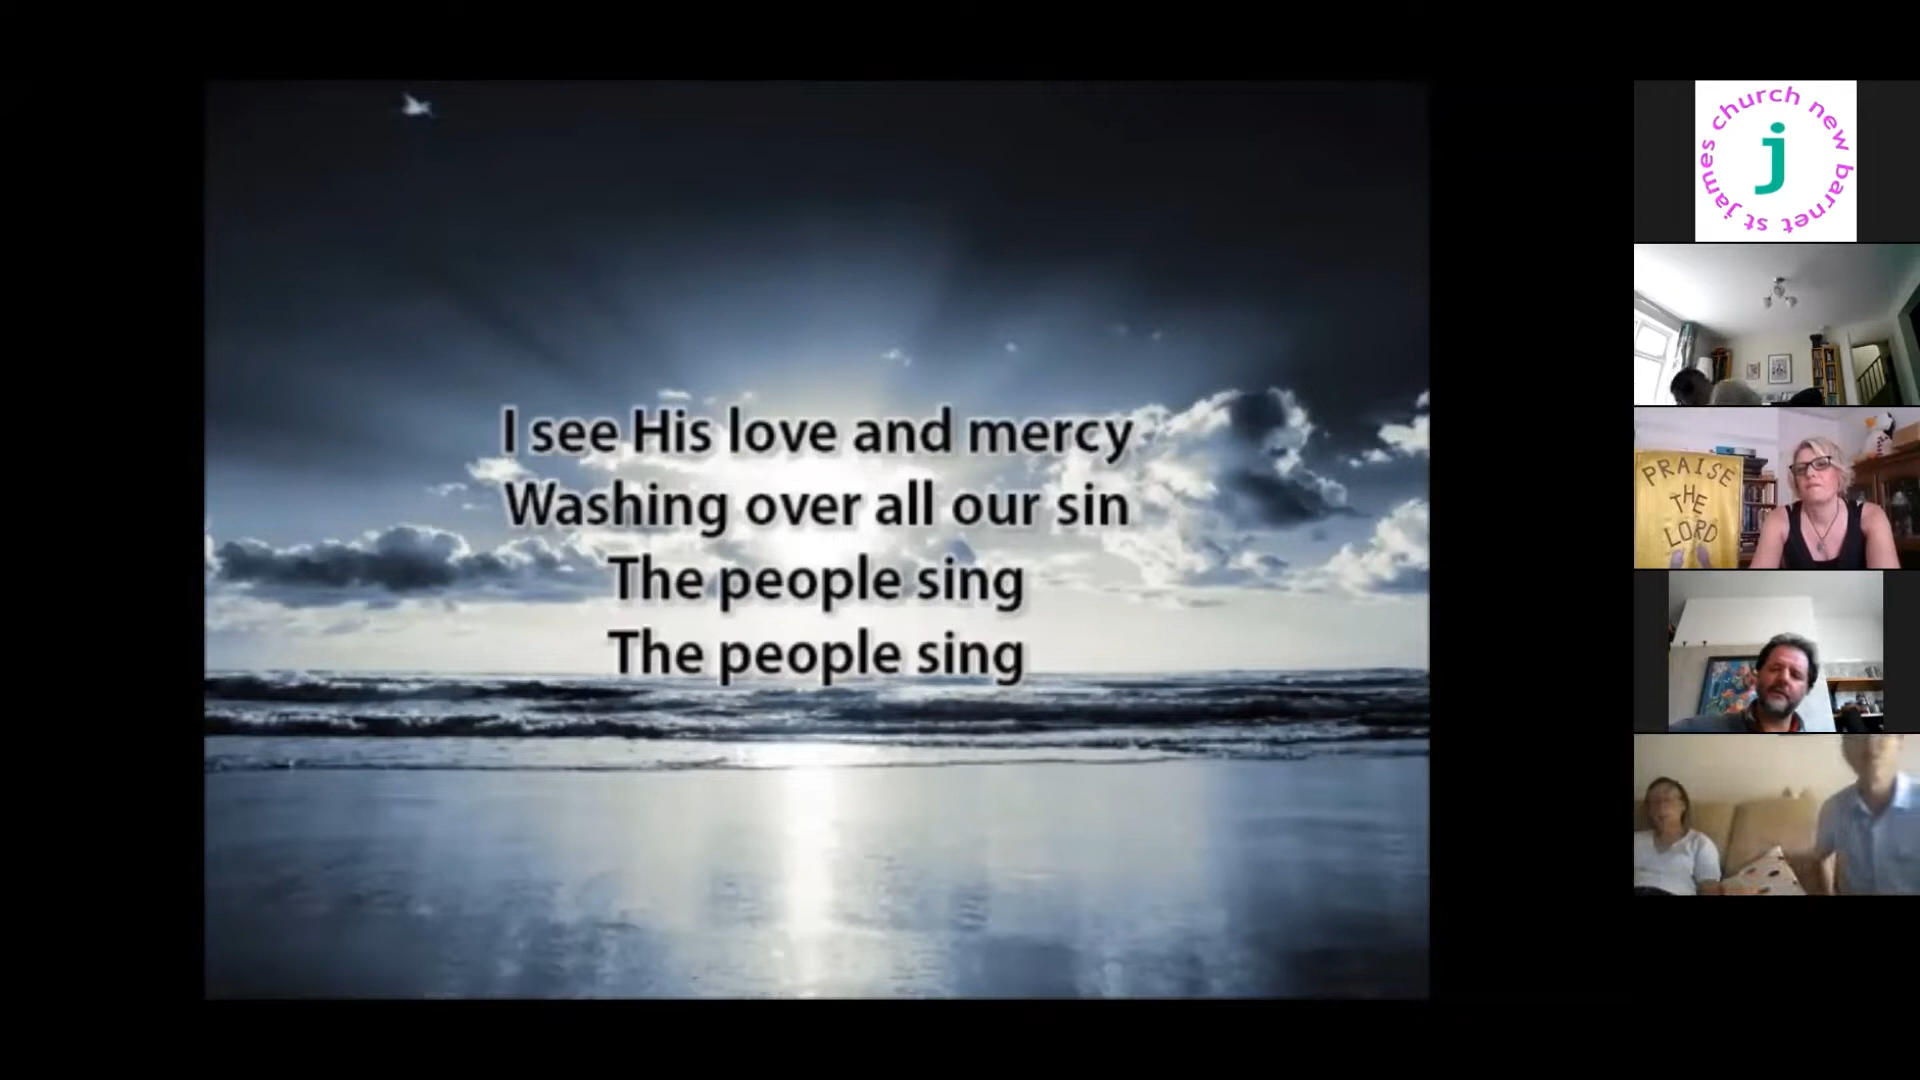 I see His love and mercy
Washing over all our sin
The people sing
The people sing
st james church new barnet
j
PRAISE
THE
LORD